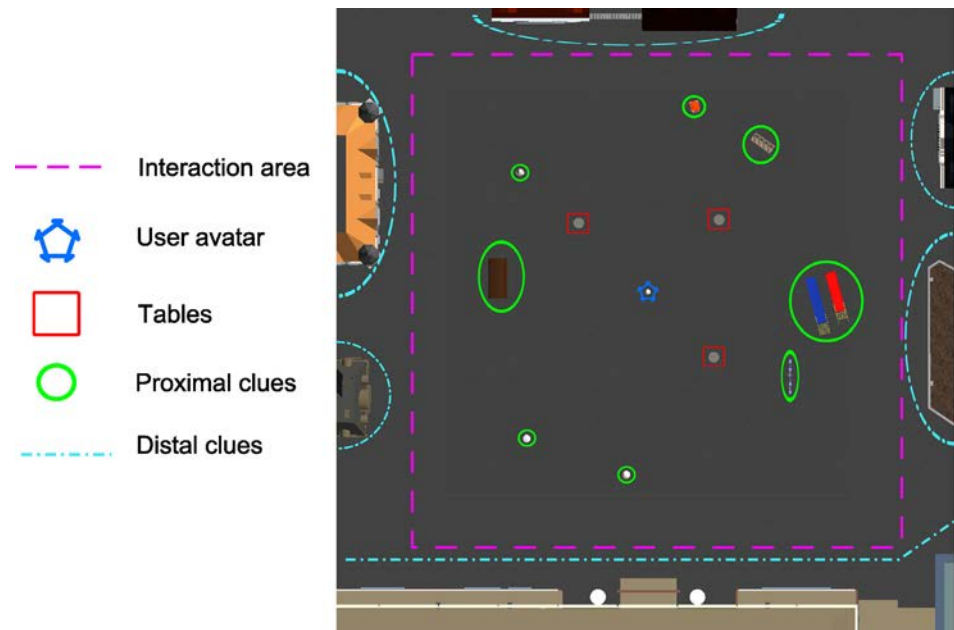 Interaction area
User avatar
Tables
Proximal clues
Distal clues